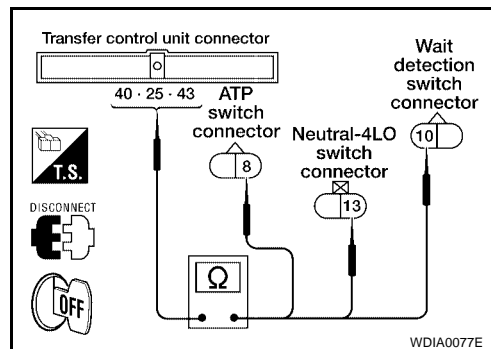 Transfer control unit connector
40 · 25 · 43
ATP
switch
connector
8
Neutral-4LO
switch
connector
13
Wait
detection
switch
connector
10
T.S.
DISCONNECT
OFF
Ω
WDIA0077E